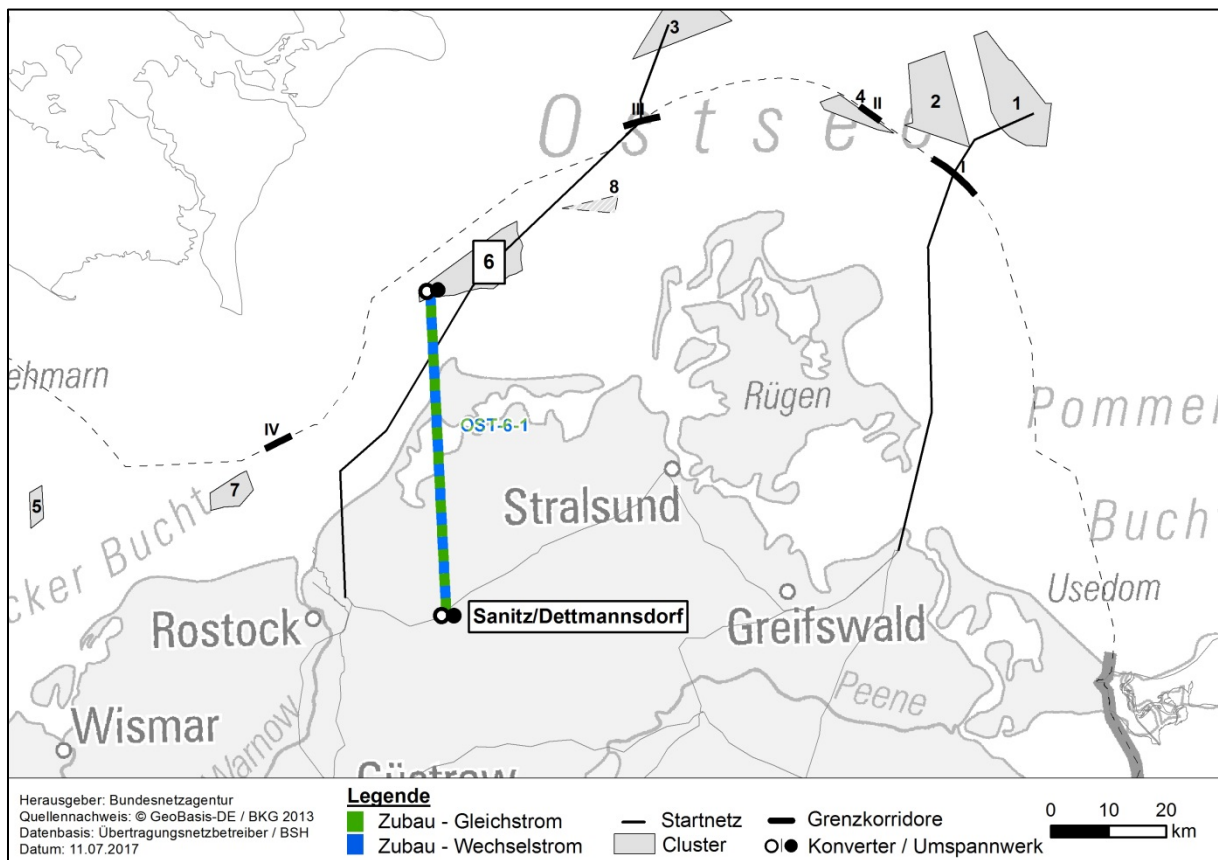 3
III
Ostsee
4
II
2
1
I
8
6
ehmarn
Rügen
Pommer
IV
OST-6-1
7
5
Stralsund
Buch
cker Bucht
Usedom
Rostock
Sanitz/Dettmannsdorf
Greifswald
Peene
Wismar
Warnow
Güstrow
Herausgeber: Bundesnetzagentur
Quellennachweis: © GeoBasis-DE / BKG 2013
Datenbasis: Übertragungsnetzbetreiber / BSH
Datum: 11.07.2017
Legende
Zubau - Gleichstrom
Zubau - Wechselstrom
Startnetz
Cluster
Grenzkorridore
Konverter / Umspannwerk
0 10 20
km